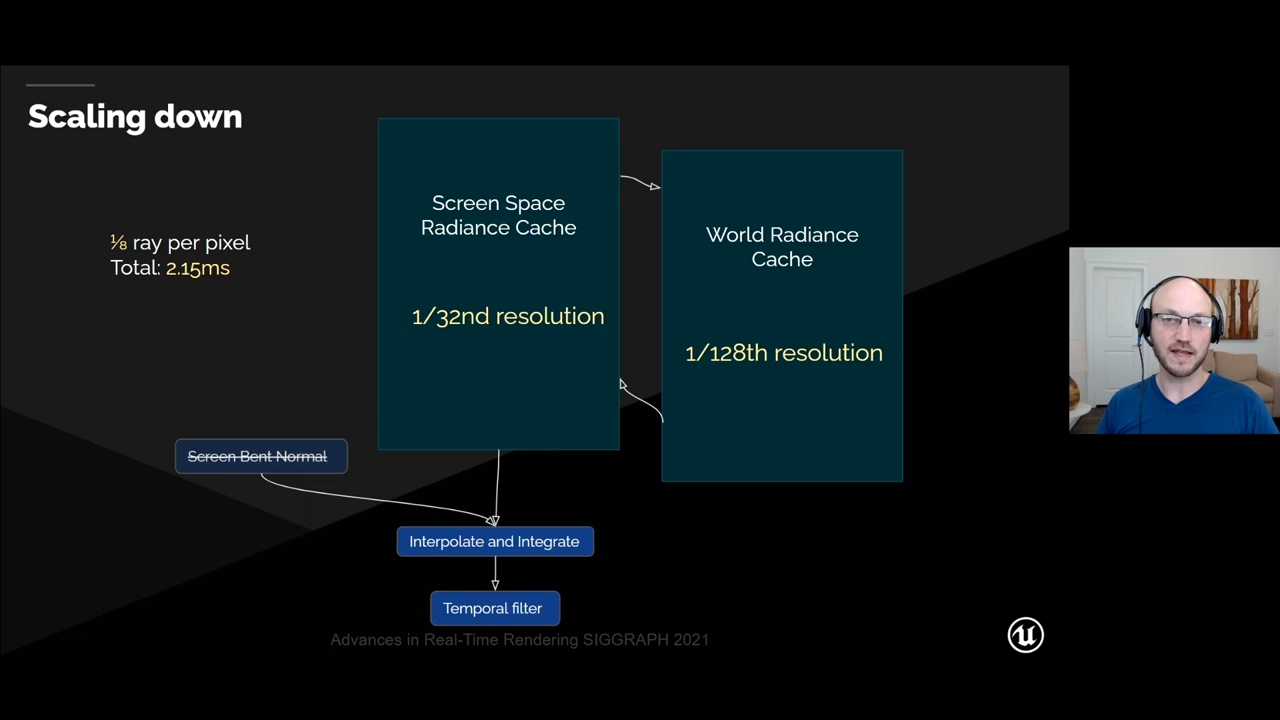 Scaling down
⅛ ray per pixel
Total: 2.15ms
Screen Space
Radiance Cache
1/32nd resolution
World Radiance
Cache
1/128th resolution
Screen Bent Normal
Interpolate and Integrate
Temporal filter
Advances in Real-Time Rendering SIGGRAPH 2021